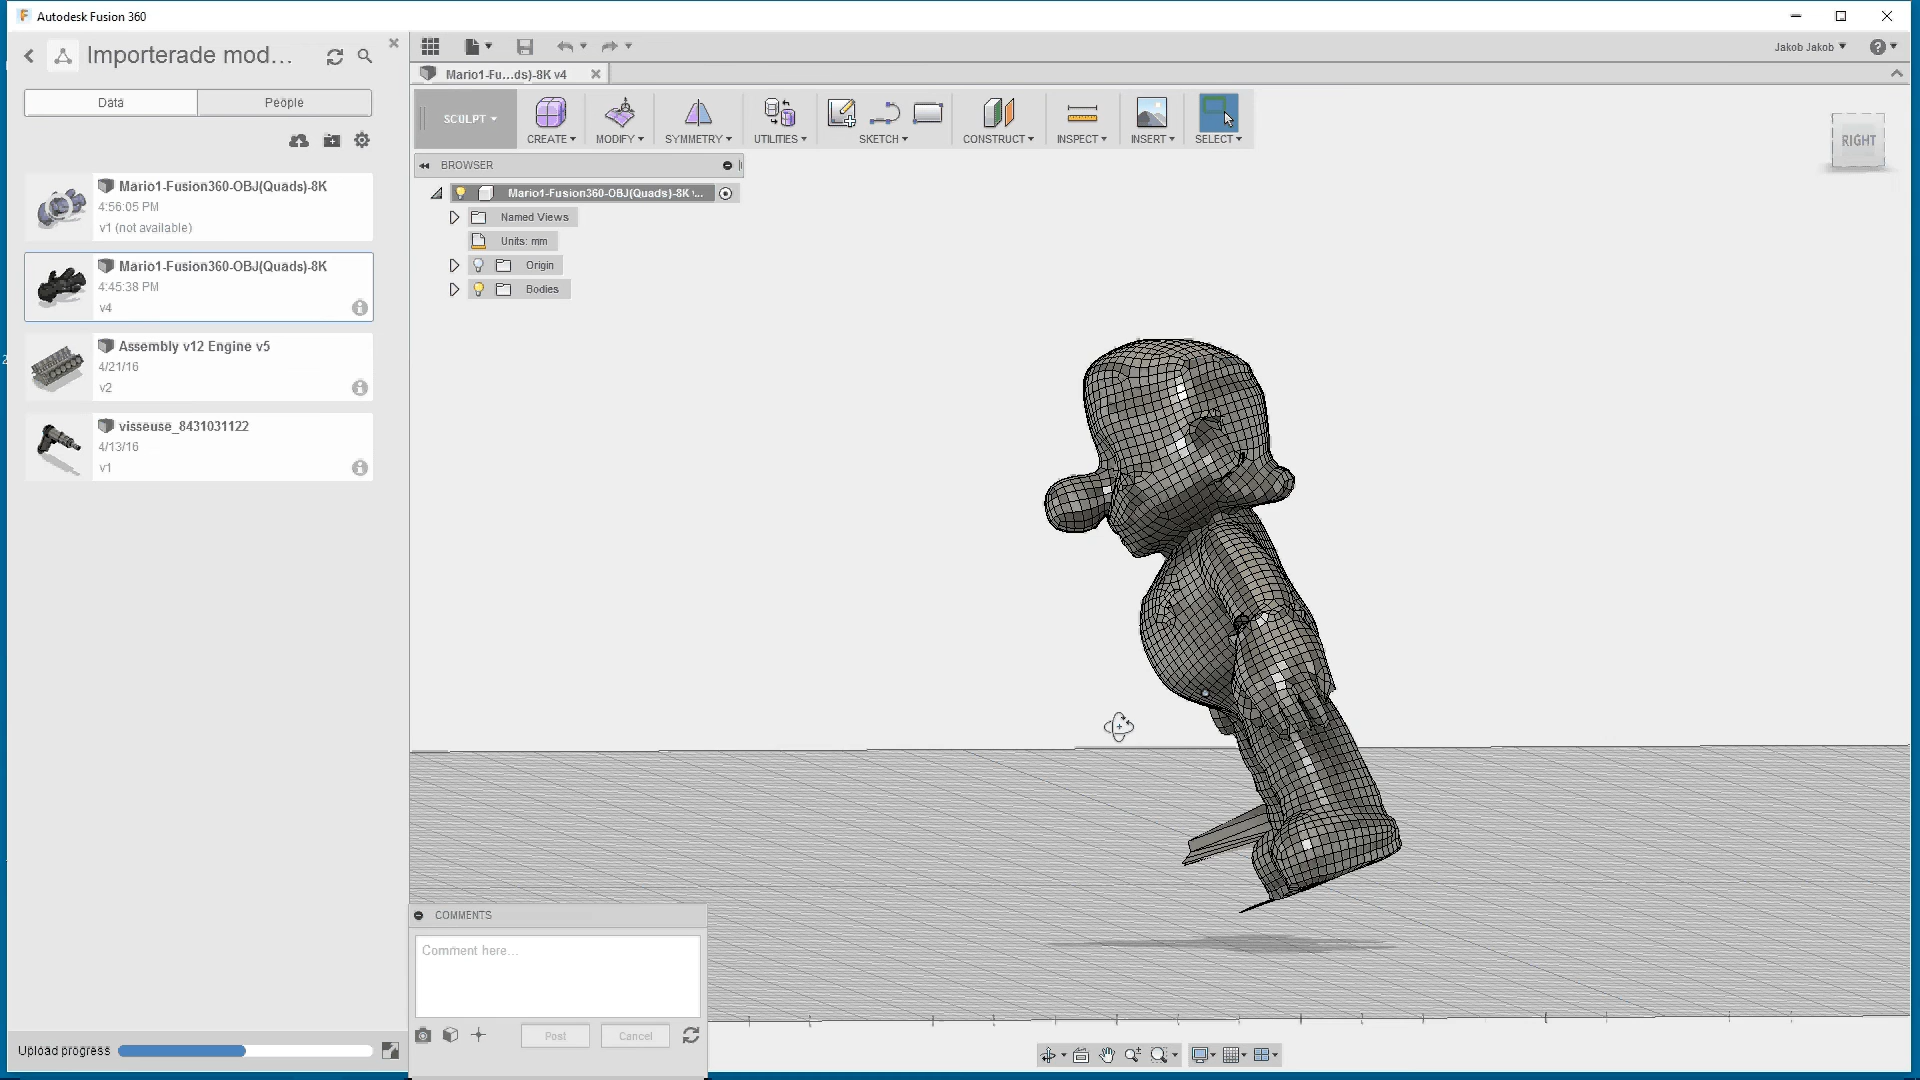 Autodesk Fusion 360
Importerade mod...
Data
People
Mario1-Fusion360-OBJ(Quads)-8K
4:56:05 PM
v1 (not available)
Mario1-Fusion360-OBJ(Quads)-8K
4:45:38 PM
v4
Assembly v12 Engine v5
4/21/16
v2
visseuse_8431031122
4/13/16
v1
Upload progress
Jakob Jakob
Mario1-Fu...ds)-8K v4
SCULPT
CREATE
MODIFY
SYMMETRY
UTILITIES
SKETCH
CONSTRUCT
INSPECT
INSERT
SELECT
RIGHT
BROWSER
Mario1-Fusion360-OBJ(Quads)-8K v...
Named Views
Units: mm
Origin
Bodies
COMMENTS
Comment here...
Post
Cancel